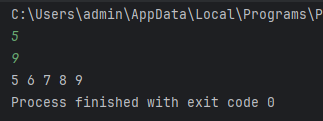 C:\Users\admin\AppData\Local\Programs\P
5
9
5 6 7 8 9
Process finished with exit code 0